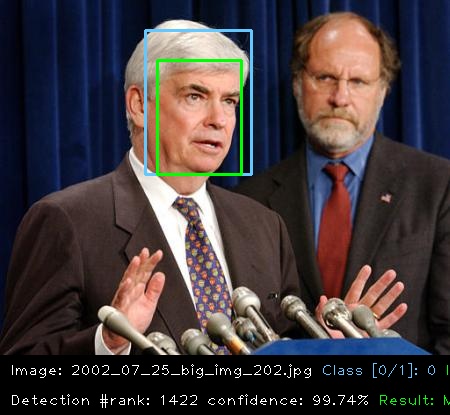 Image: 2002_07_25_big_img_202.jpg Class [0/1]: 0
Detection #rank: 1422 confidence: 99.74% Result: